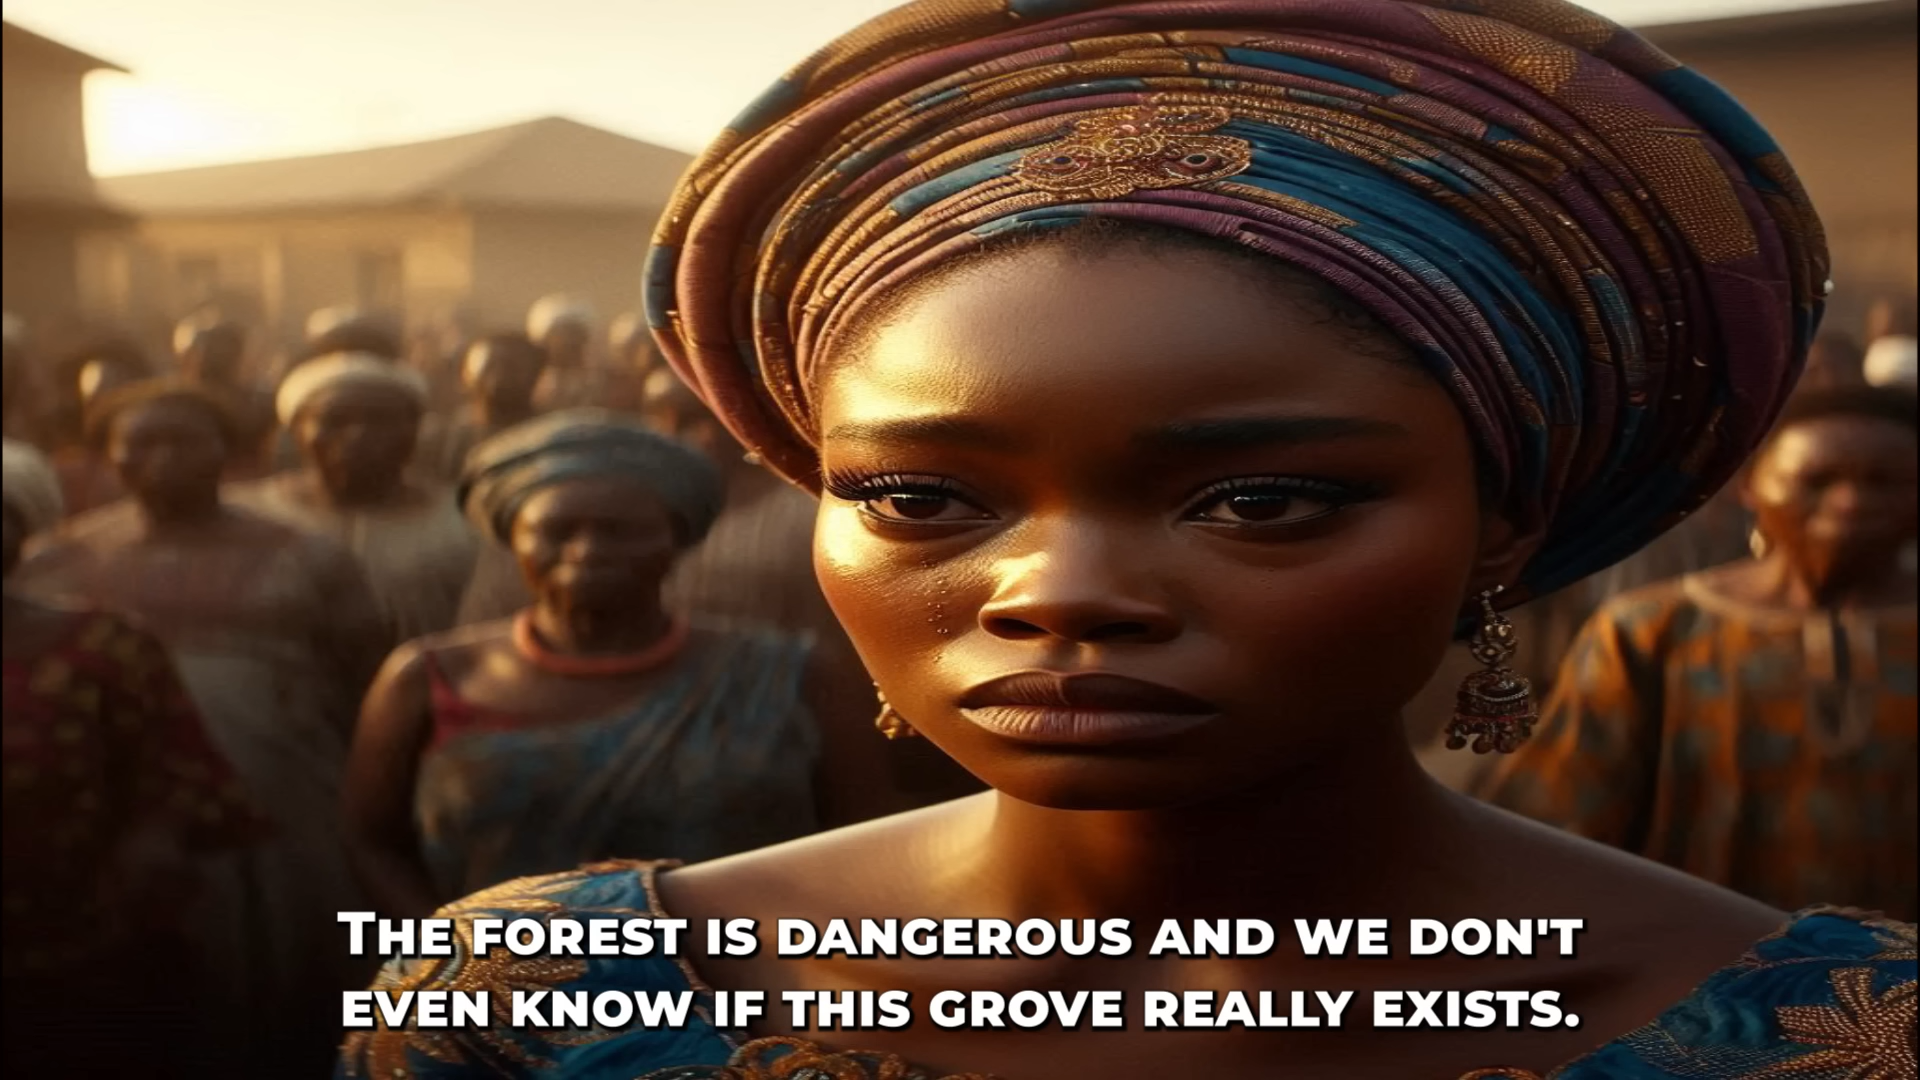 The forest is dangerous and we don't
even know if this grove really exists.